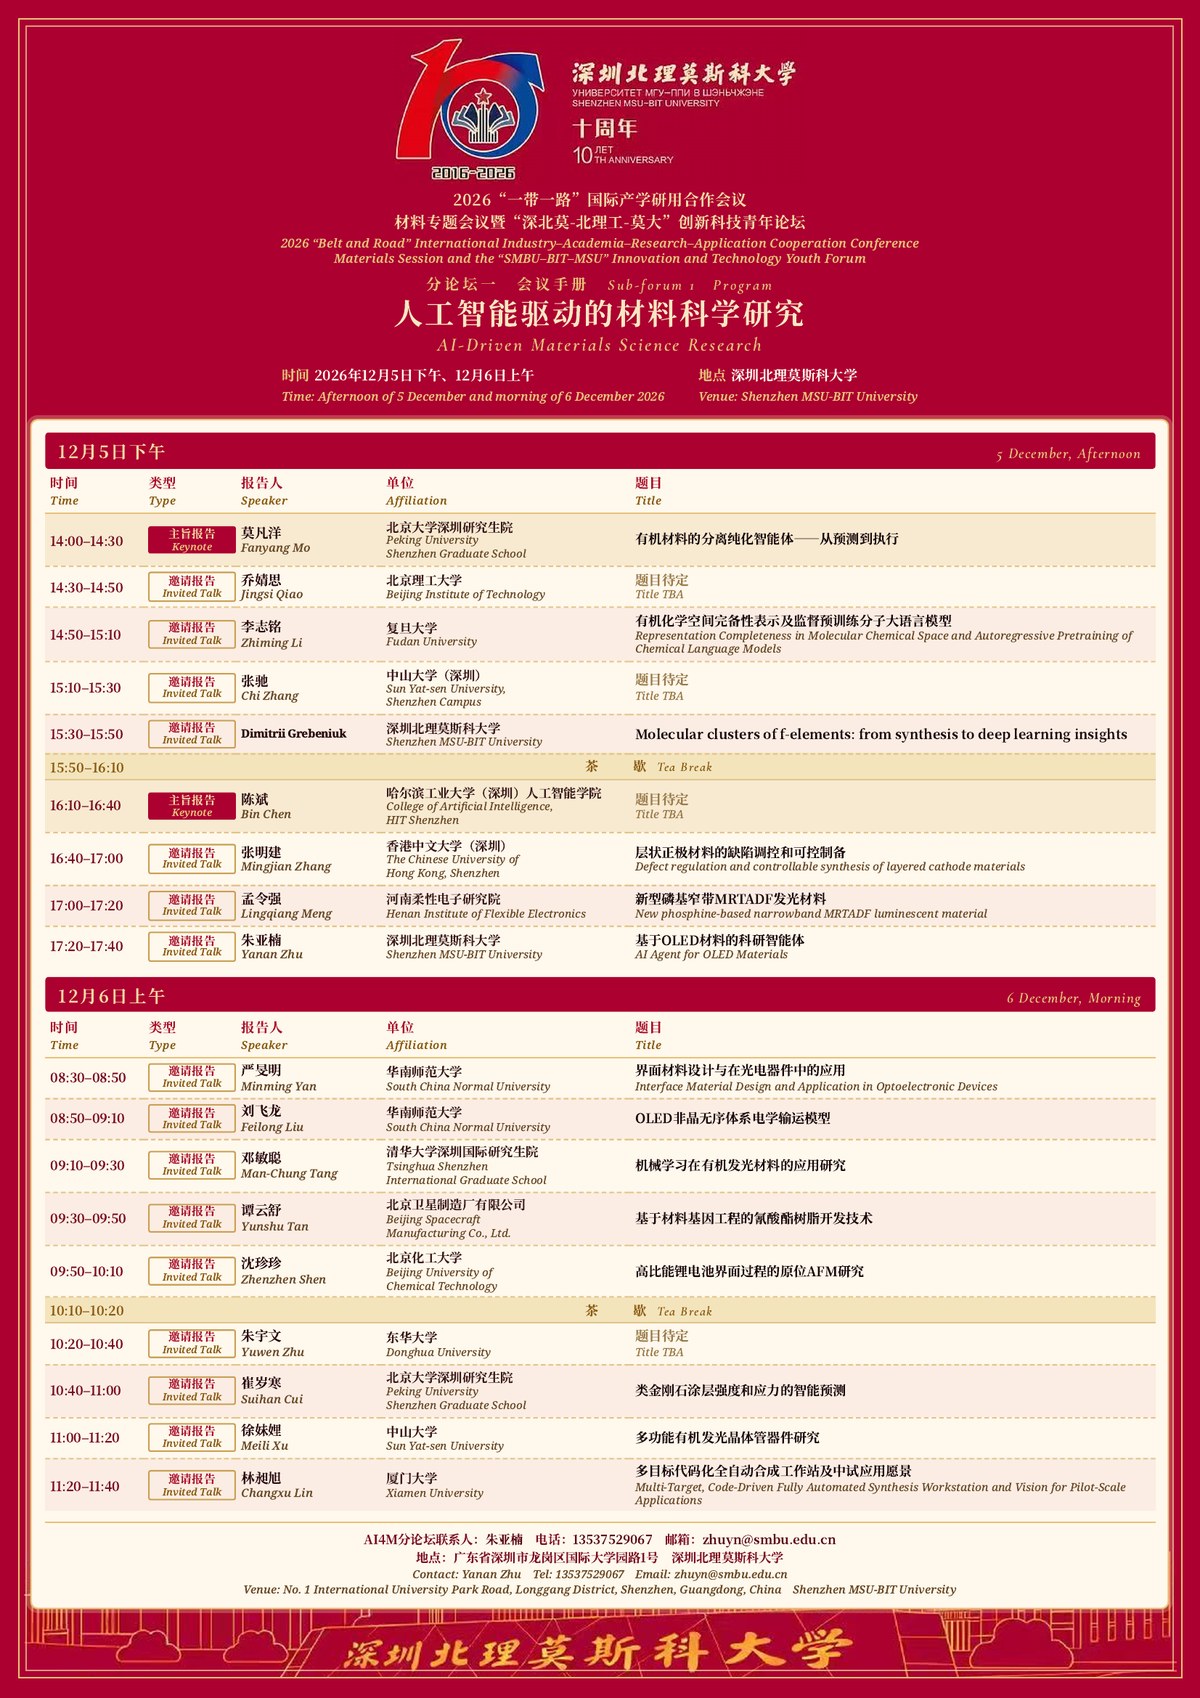 深圳北理莫斯科大学
УНИВЕРСИТЕТ МГУ-ППИ В ШЭНЬЧЖЭНЕ
SHENZHEN MSU-BIT UNIVERSITY
十周年
10 ЛЕТ
TH ANNIVERSARY
2016-2026
2026“一带一路”国际产学研用合作会议
材料专题会议暨“深北莫-北理工-莫大”创新科技青年论坛
2026 “Belt and Road” International Industry–Academia–Research–Application Cooperation Conference
Materials Session and the “SMBU–BIT–MSU” Innovation and Technology Youth Forum
分论坛一 会议手册 Sub-forum 1 Program
人工智能驱动的材料科学研究
AI-Driven Materials Science Research
时间 2026年12月5日下午、12月6日上午 地点 深圳北理莫斯科大学
Time: Afternoon of 5 December and morning of 6 December 2026 Venue: Shenzhen MSU-BIT University
12月5日下午 5 December, Afternoon
时间 类型 报告人 单位 题目
Time Type Speaker Affiliation Title
14:00–14:30 主旨报告 莫凡洋 北京大学深圳研究生院 有机材料的分离纯化智能体——从预测到执行
Keynote Fanyang Mo Peking University
Shenzhen Graduate School
14:30–14:50 邀请报告 乔婧思 北京理工大学 题目待定
Invited Talk Jingsi Qiao Beijing Institute of Technology Title TBA
14:50–15:10 邀请报告 李志铭 复旦大学 有机化学空间完备性表示及监督预训练分子大语言模型
Invited Talk Zhiming Li Fudan University Representation Completeness in Molecular Chemical Space and Autoregressive Pretraining of
Chemical Language Models
15:10–15:30 邀请报告 张驰 中山大学（深圳） 题目待定
Invited Talk Chi Zhang Sun Yat-sen University, Title TBA
Shenzhen Campus
15:30–15:50 邀请报告 Dimitrii Grebeniuk 深圳北理莫斯科大学 Molecular clusters of f-elements: from synthesis to deep learning insights
Invited Talk Shenzhen MSU-BIT University
15:50–16:10 茶 歇 Tea Break
16:10–16:40 主旨报告 陈斌 哈尔滨工业大学（深圳）人工智能学院 题目待定
Keynote Bin Chen College of Artificial Intelligence, Title TBA
HIT Shenzhen
16:40–17:00 邀请报告 张明建 香港中文大学（深圳） 层状正极材料的缺陷调控和可控制备
Invited Talk Mingjian Zhang The Chinese University of Defect regulation and controllable synthesis of layered cathode materials
Hong Kong, Shenzhen
17:00–17:20 邀请报告 孟令强 河南柔性电子研究院 新型磷基窄带MRTADF发光材料
Invited Talk Lingqiang Meng Henan Institute of Flexible Electronics New phosphine-based narrowband MRTADF luminescent material
17:20–17:40 邀请报告 朱亚楠 深圳北理莫斯科大学 基于OLED材料的科研智能体
Invited Talk Yanan Zhu Shenzhen MSU-BIT University AI Agent for OLED Materials
12月6日上午 6 December, Morning
时间 类型 报告人 单位 题目
Time Type Speaker Affiliation Title
08:30–08:50 邀请报告 严旻明 华南师范大学 界面材料设计与在光电器件中的应用
Invited Talk Minming Yan South China Normal University Interface Material Design and Application in Optoelectronic Devices
08:50–09:10 邀请报告 刘飞龙 华南师范大学 OLED非晶无序体系电学输运模型
Invited Talk Feilong Liu South China Normal University
09:10–09:30 邀请报告 邓敏聪 清华大学深圳国际研究生院 机械学习在有机发光材料的应用研究
Invited Talk Man-Chung Tang Tsinghua Shenzhen
International Graduate School
09:30–09:50 邀请报告 谭云舒 北京卫星制造厂有限公司 基于材料基因工程的氰酸酯树脂开发技术
Invited Talk Yunshu Tan Beijing Spacecraft
Manufacturing Co., Ltd.
09:50–10:10 邀请报告 沈珍珍 北京化工大学 高比能锂电池界面过程的原位AFM研究
Invited Talk Zhenzhen Shen Beijing University of
Chemical Technology
10:10–10:20 茶 歇 Tea Break
10:20–10:40 邀请报告 朱宇文 东华大学 题目待定
Invited Talk Yuwen Zhu Donghua University Title TBA
10:40–11:00 邀请报告 崔岁寒 北京大学深圳研究生院 类金刚石涂层强度和应力的智能预测
Invited Talk Suihan Cui Peking University
Shenzhen Graduate School
11:00–11:20 邀请报告 徐妹娌 中山大学 多功能有机发光晶体管器件研究
Invited Talk Meili Xu Sun Yat-sen University
11:20–11:40 邀请报告 林昶旭 厦门大学 多目标代码化全自动合成工作站及中试应用愿景
Invited Talk Changxu Lin Xiamen University Multi-Target, Code-Driven Fully Automated Synthesis Workstation and Vision for Pilot-Scale
Applications
AI4M分论坛联系人：朱亚楠 电话：13537529067 邮箱：zhuyn@smbu.edu.cn
地点：广东省深圳市龙岗区国际大学园路1号 深圳北理莫斯科大学
Contact: Yanan Zhu Tel: 13537529067 Email: zhuyn@smbu.edu.cn
Venue: No. 1 International University Park Road, Longgang District, Shenzhen, Guangdong, China Shenzhen MSU-BIT University
深圳北理莫斯科大学